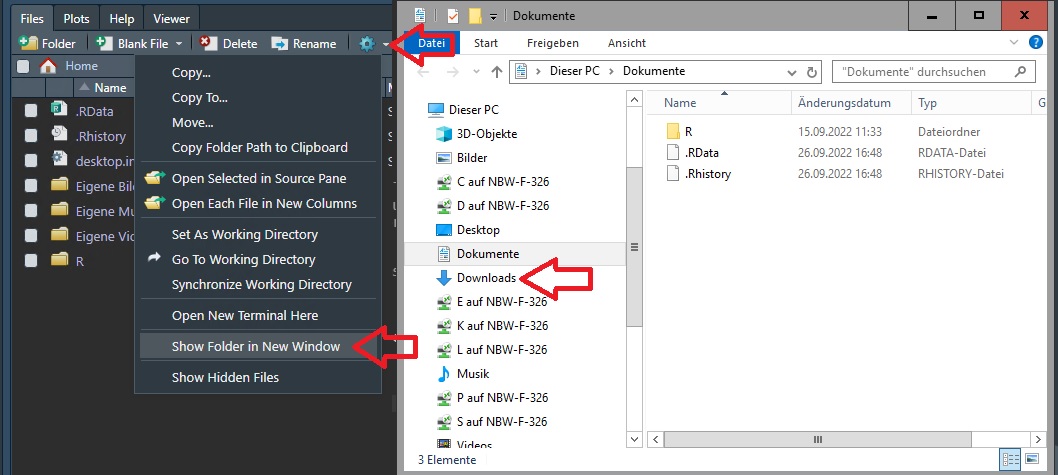 Files Plots Help Viewer
Folder Blank File Delete Rename
Home
Name
.RData
.Rhistory
desktop.in
Eigene Bil
Eigene Mu
Eigene Vid
R
Copy...
Copy To...
Move...
Copy Folder Path to Clipboard
Open Selected in Source Pane
Open Each File in New Columns
Set As Working Directory
Go To Working Directory
Synchronize Working Directory
Open New Terminal Here
Show Folder in New Window
Show Hidden Files
Dokumente
Datei Start Freigeben Ansicht
Dieser PC Dokumente
"Dokumente" durchsuchen
Dieser PC
3D-Objekte
Bilder
C auf NBW-F-326
D auf NBW-F-326
Desktop
Dokumente
Downloads
E auf NBW-F-326
K auf NBW-F-326
L auf NBW-F-326
Musik
P auf NBW-F-326
S auf NBW-F-326
Videos
Name Änderungsdatum Typ G
R 15.09.2022 11:33 Dateiordner
.RData 26.09.2022 16:48 RDATA-Datei
.Rhistory 26.09.2022 16:48 RHISTORY-Datei
3 Elemente